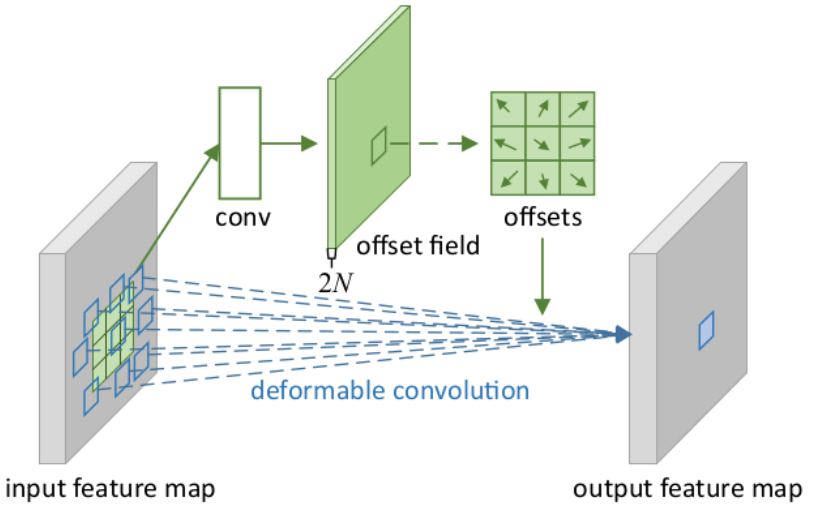 conv
offsets
offset field
2N
deformable convolution
input feature map
output feature map